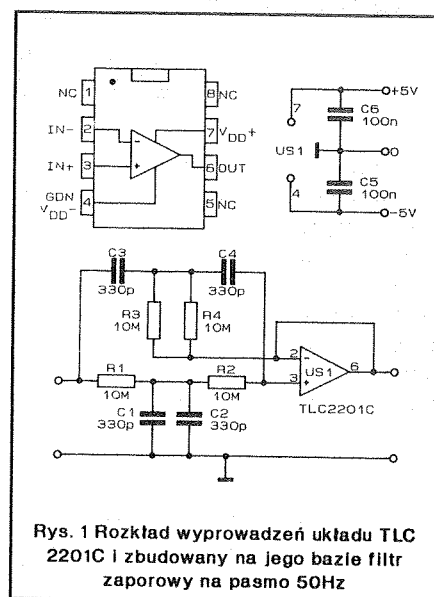 NC 1
8 NC
IN- 2
7 VDD+
IN+ 3
6 OUT
GDN
VDD- 4
5 NC
+5V
7
C6
100n
US1
0
C5
100n
4
-5V
C3
330p
C4
330p
R3
10M
R4
10M
R1
10M
R2
10M
2
-
US1
6
3
+
TLC2201C
C1
330p
C2
330p
Rys. 1 Rozkład wyprowadzeń układu TLC
2201C i zbudowany na jego bazie filtr
zaporowy na pasmo 50Hz